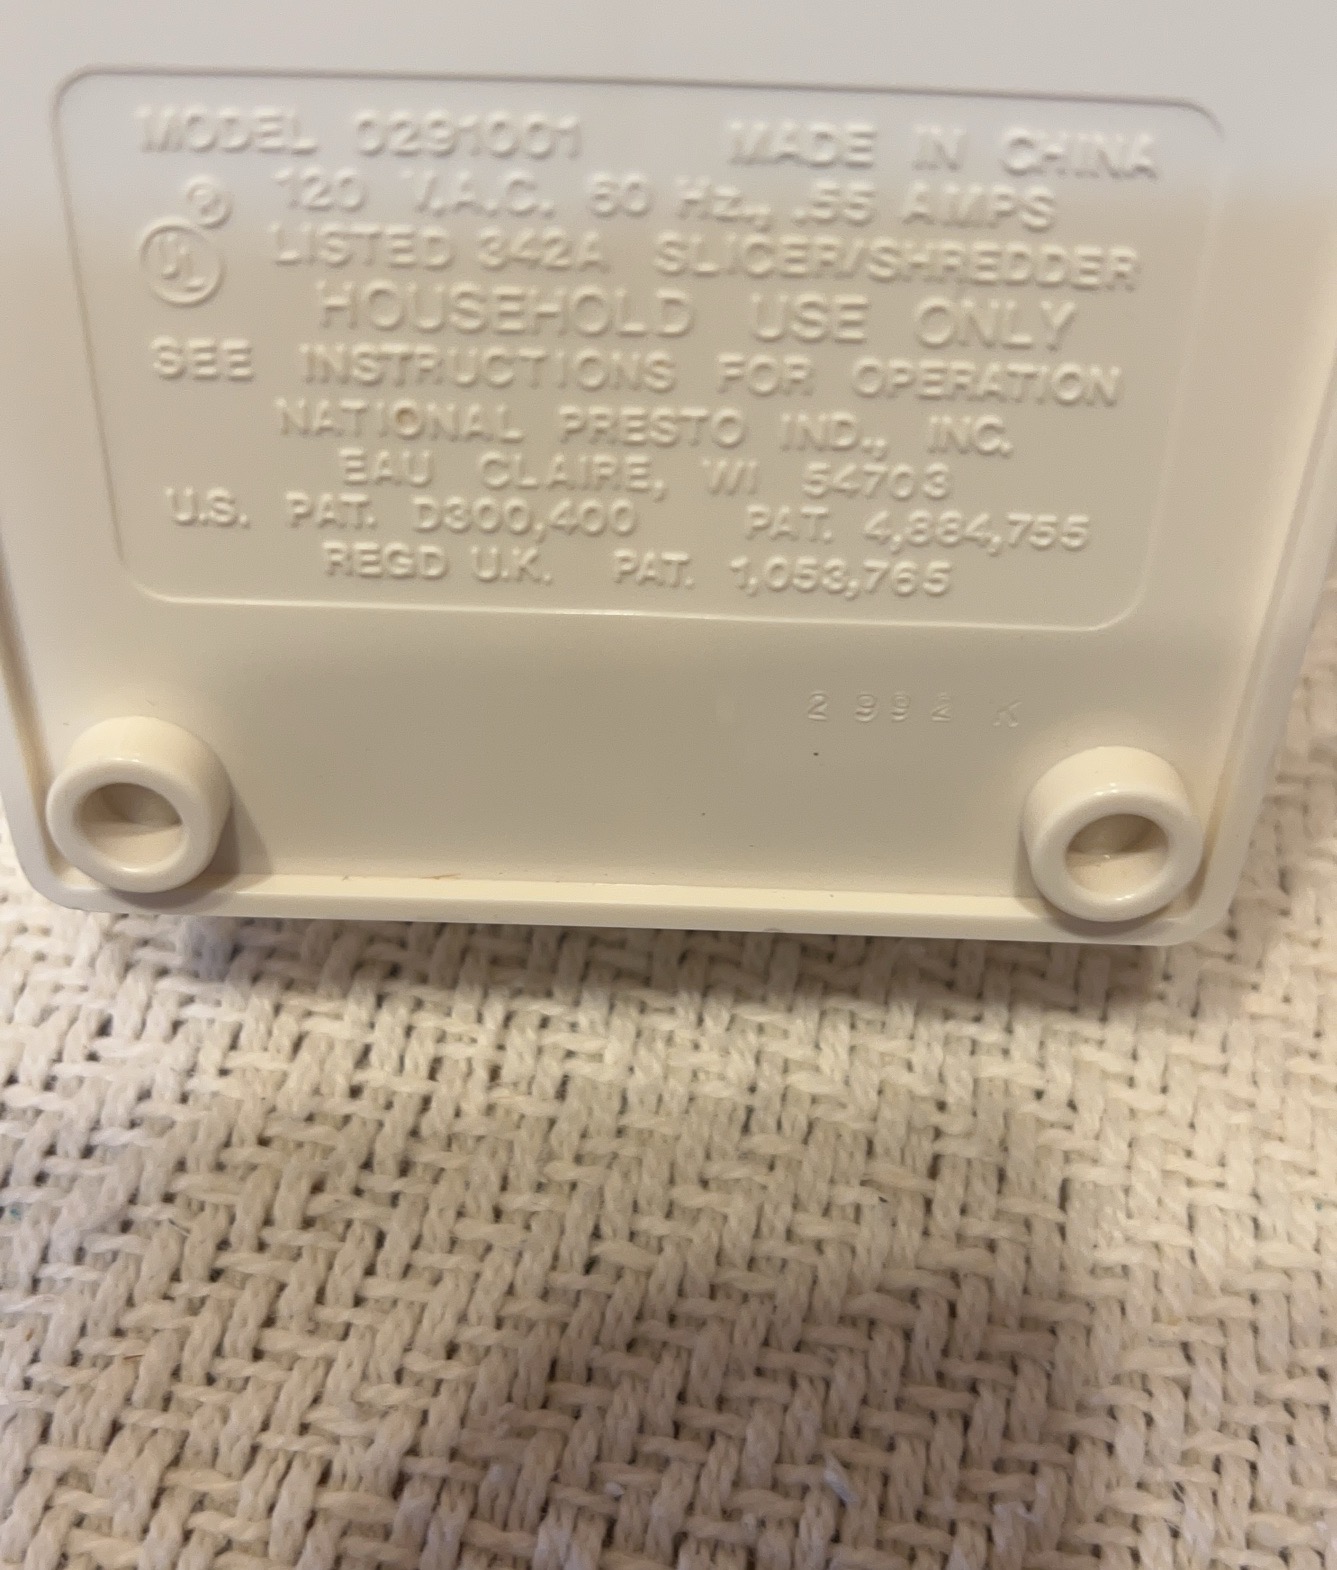 MODEL 0291001 MADE IN CHINA
®
120 V.A.C. 60 Hz., .55 AMPS
UL
LISTED 342A SLICER/SHREDDER
HOUSEHOLD USE ONLY
SEE INSTRUCTIONS FOR OPERATION
NATIONAL PRESTO IND., INC.
EAU CLAIRE, WI 54703
U.S. PAT. D300,400 PAT. 4,884,755
REGD U.K. PAT. 1,053,765
2992 K